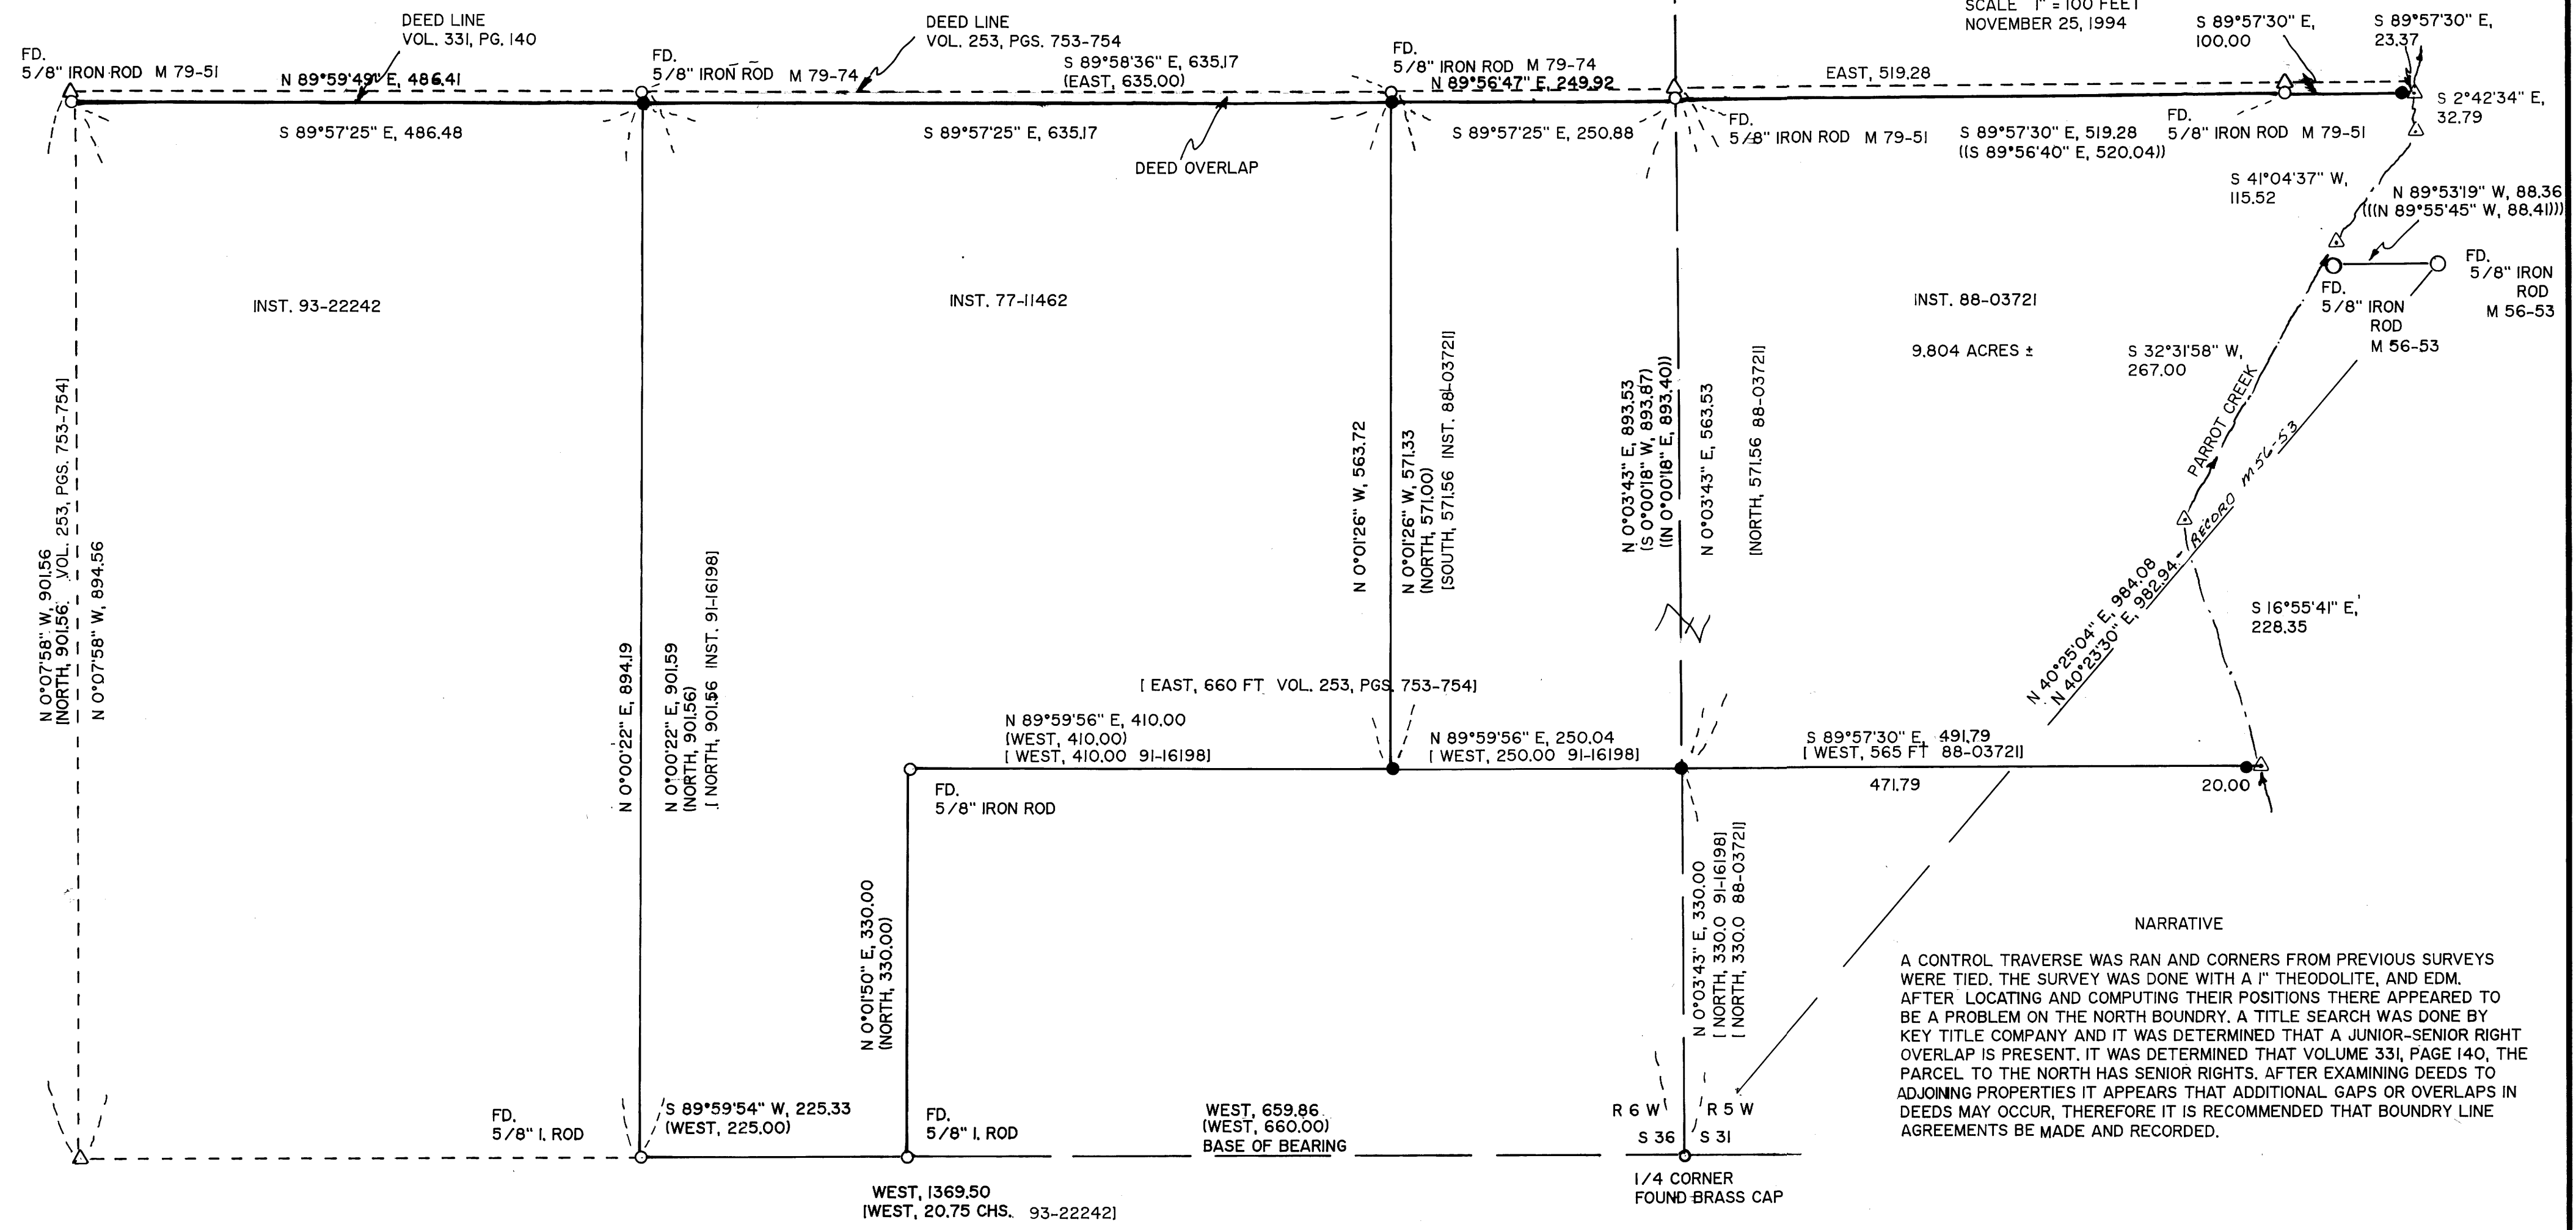 SCALE 1" = 100 FEET
NOVEMBER 25, 1994
DEED LINE
VOL. 331, PG. 140
DEED LINE
VOL. 253, PGS. 753-754
S 89°57'30" E,
100.00
S 89°57'30" E,
23.37
FD.
5/8" IRON ROD M 79-51
N 89°59'49" E, 486.41
FD.
5/8" IRON ROD M 79-74
S 89°58'36" E, 635.17
(EAST, 635.00)
FD.
5/8" IRON ROD M 79-74
N 89°56'47" E, 249.92
EAST, 519.28
S 2°42'34" E,
32.79
S 89°57'25" E, 486.48
S 89°57'25" E, 635.17
DEED OVERLAP
S 89°57'25" E, 250.88
FD.
5/8" IRON ROD M 79-51
S 89°57'30" E, 519.28
((S 89°56'40" E, 520.04))
FD.
5/8" IRON ROD M 79-51
S 41°04'37" W,
115.52
N 89°53'19" W, 88.36
(((N 89°55'45" W, 88.41)))
FD.
5/8" IRON
ROD
M 56-53
FD.
5/8" IRON
ROD
M 56-53
INST. 93-22242
INST. 77-11462
INST. 88-03721
9.804 ACRES ±
S 32°31'58" W,
267.00
PARROT CREEK
N 0°07'58" W, 901.56
[NORTH, 901.56 VOL. 253, PGS. 753-754]
N 0°07'58" W, 894.56
N 0°00'22" E, 894.19
N 0°00'22" E, 901.59
(NORTH, 901.56)
[ NORTH, 901.56 INST. 91-16198]
N 0°01'26" W, 563.72
N 0°01'26" W, 571.33
(NORTH, 571.00)
[SOUTH, 571.56 INST. 88-03721]
N 0°03'43" E, 893.53
(S 0°00'18" W, 893.87)
((N 0°00'18" E, 893.40))
N 0°03'43" E, 563.53
[NORTH, 571.56 88-03721]
N 40°25'04" E, 984.08
N 40°23'30" E, 982.94 - RECORD M 56-53
S 16°55'41" E,
228.35
[ EAST, 660 FT VOL. 253, PGS. 753-754]
N 89°59'56" E, 410.00
(WEST, 410.00)
[ WEST, 410.00 91-16198]
N 89°59'56" E, 250.04
[ WEST, 250.00 91-16198]
S 89°57'30" E, 491.79
[ WEST, 565 FT 88-03721]
471.79
20.00
FD.
5/8" IRON ROD
N 0°01'50" E, 330.00
(NORTH, 330.00)
N 0°03'43" E, 330.00
[ NORTH, 330.0 91-16198]
[ NORTH, 330.0 88-03721]
NARRATIVE
A CONTROL TRAVERSE WAS RAN AND CORNERS FROM PREVIOUS SURVEYS
WERE TIED. THE SURVEY WAS DONE WITH A 1" THEODOLITE, AND EDM.
AFTER LOCATING AND COMPUTING THEIR POSITIONS THERE APPEARED TO
BE A PROBLEM ON THE NORTH BOUNDRY. A TITLE SEARCH WAS DONE BY
KEY TITLE COMPANY AND IT WAS DETERMINED THAT A JUNIOR-SENIOR RIGHT
OVERLAP IS PRESENT. IT WAS DETERMINED THAT VOLUME 331, PAGE 140, THE
PARCEL TO THE NORTH HAS SENIOR RIGHTS. AFTER EXAMINING DEEDS TO
ADJOINING PROPERTIES IT APPEARS THAT ADDITIONAL GAPS OR OVERLAPS IN
DEEDS MAY OCCUR, THEREFORE IT IS RECOMMENDED THAT BOUNDRY LINE
AGREEMENTS BE MADE AND RECORDED.
FD.
5/8" I. ROD
S 89°59'54" W, 225.33
(WEST, 225.00)
FD.
5/8" I. ROD
WEST, 659.86
(WEST, 660.00)
BASE OF BEARING
R 6 W
R 5 W
S 36
S 31
1/4 CORNER
FOUND BRASS CAP
WEST, 1369.50
[WEST, 20.75 CHS. 93-22242]